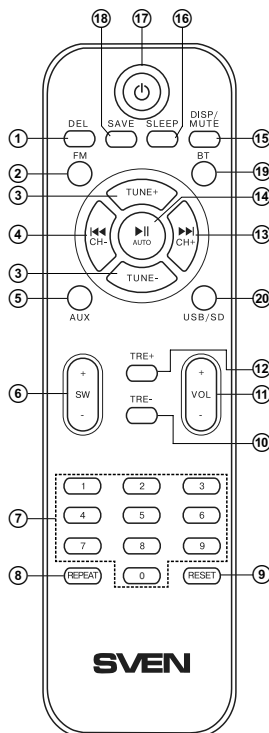 18 17 16
DISP/
DEL SAVE SLEEP MUTE
1 15
FM BT
2 19
3 TUNE+ 14
4 CH- AUTO CH+ 13
3 TUNE- 20
5 AUX USB/SD
TRE+ 12
+ +
6 SW VOL 11
TRE-
- - 10
1 2 3
4 5 6
7
7 8 9
8 REPEAT 0 RESET 9
SVEN